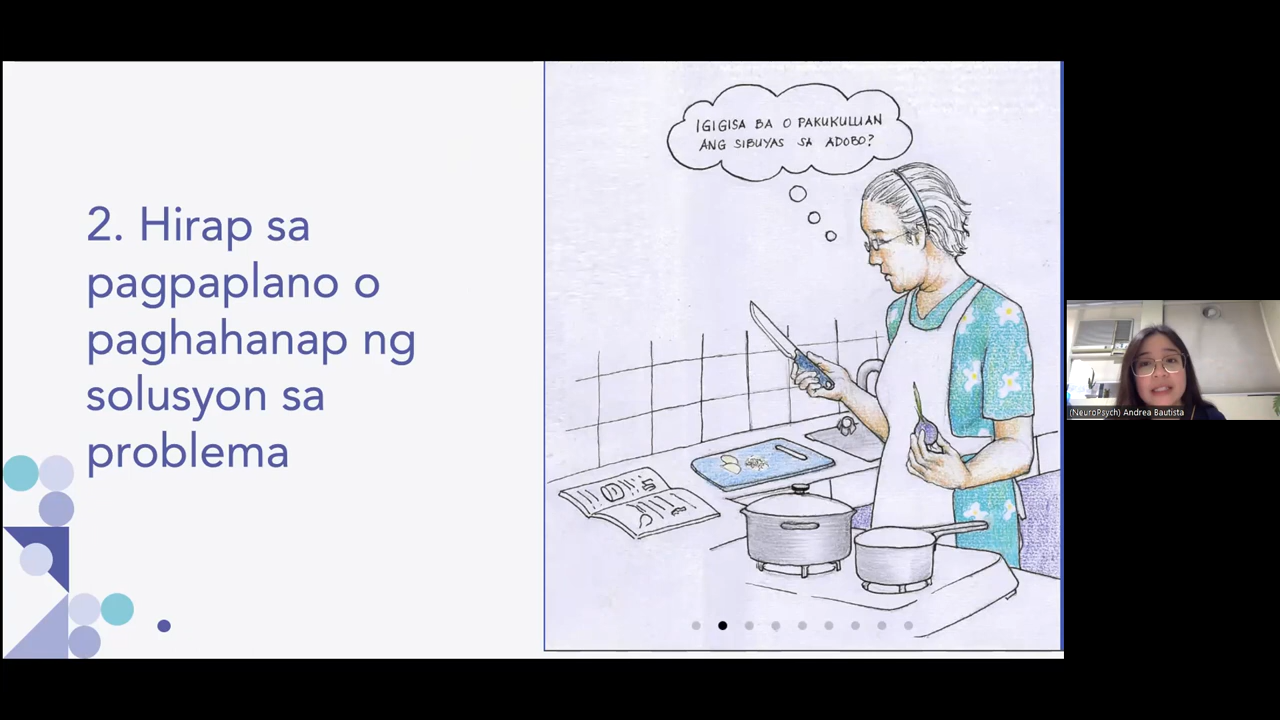 2. Hirap sa
pagpaplano o
paghahanap ng
solusyon sa
problema
IGIGISA BA O PAKUKULUAN
ANG SIBUYAS SA ADOBO?
(NeuroPsych) Andrea Bautista